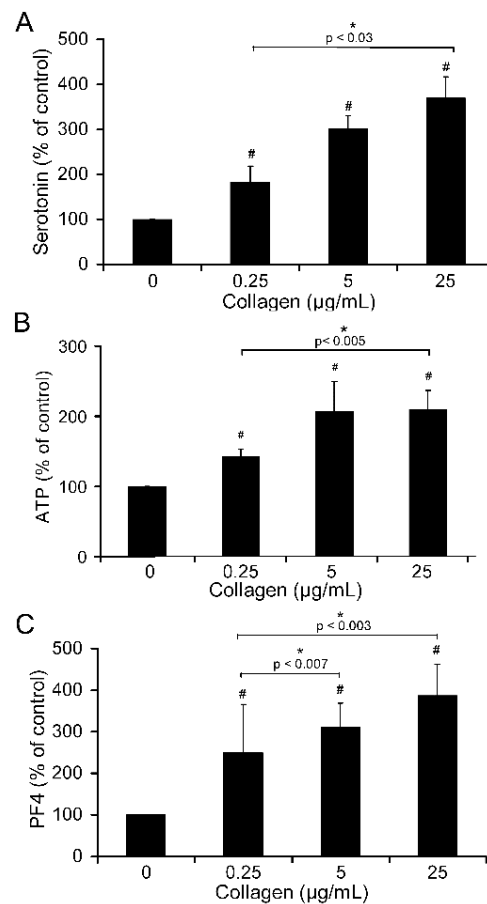 A
*
p < 0.03
500
400
300
200
100
0
Serotonin (% of control)
#
#
#
0 0.25 5 25
Collagen (µg/mL)
B
*
p< 0.005
300
200
100
0
ATP (% of control)
#
#
#
0 0.25 5 25
Collagen (µg/mL)
C
*
p < 0.003
*
p < 0.007
500
400
300
200
100
0
PF4 (% of control)
#
#
#
0 0.25 5 25
Collagen (µg/mL)